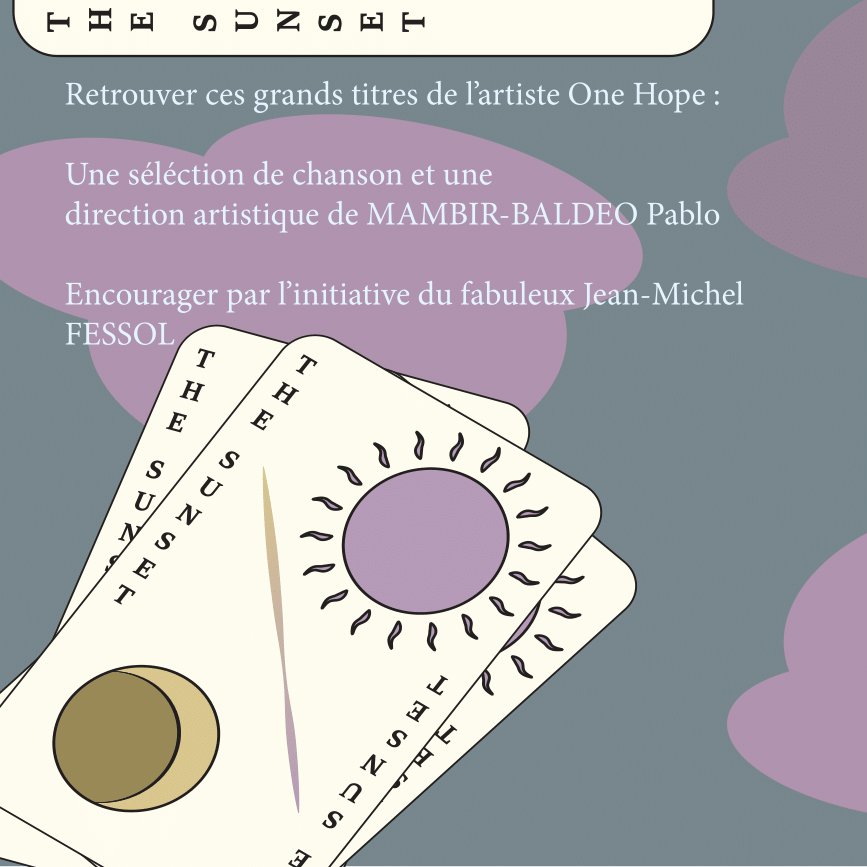 THE SUNSET
Retrouver ces grands titres de l’artiste One Hope :
Une séléction de chanson et une
direction artistique de MAMBIR-BALDEO Pablo
Encourager par l’initiative du fabuleux Jean-Michel
FESSOL
THE SUNS
THE SUNSET
THE SUNSET